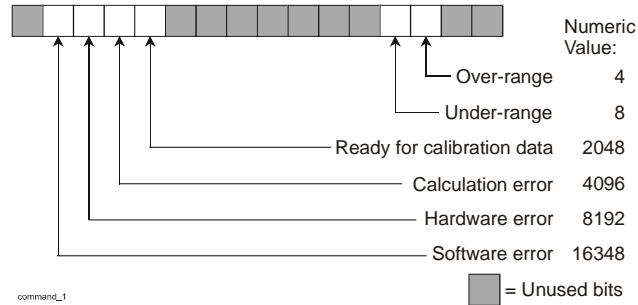 Numeric
Value:
Over-range 4
Under-range 8
Ready for calibration data 2048
Calculation error 4096
Hardware error 8192
Software error 16348
command_1
= Unused bits